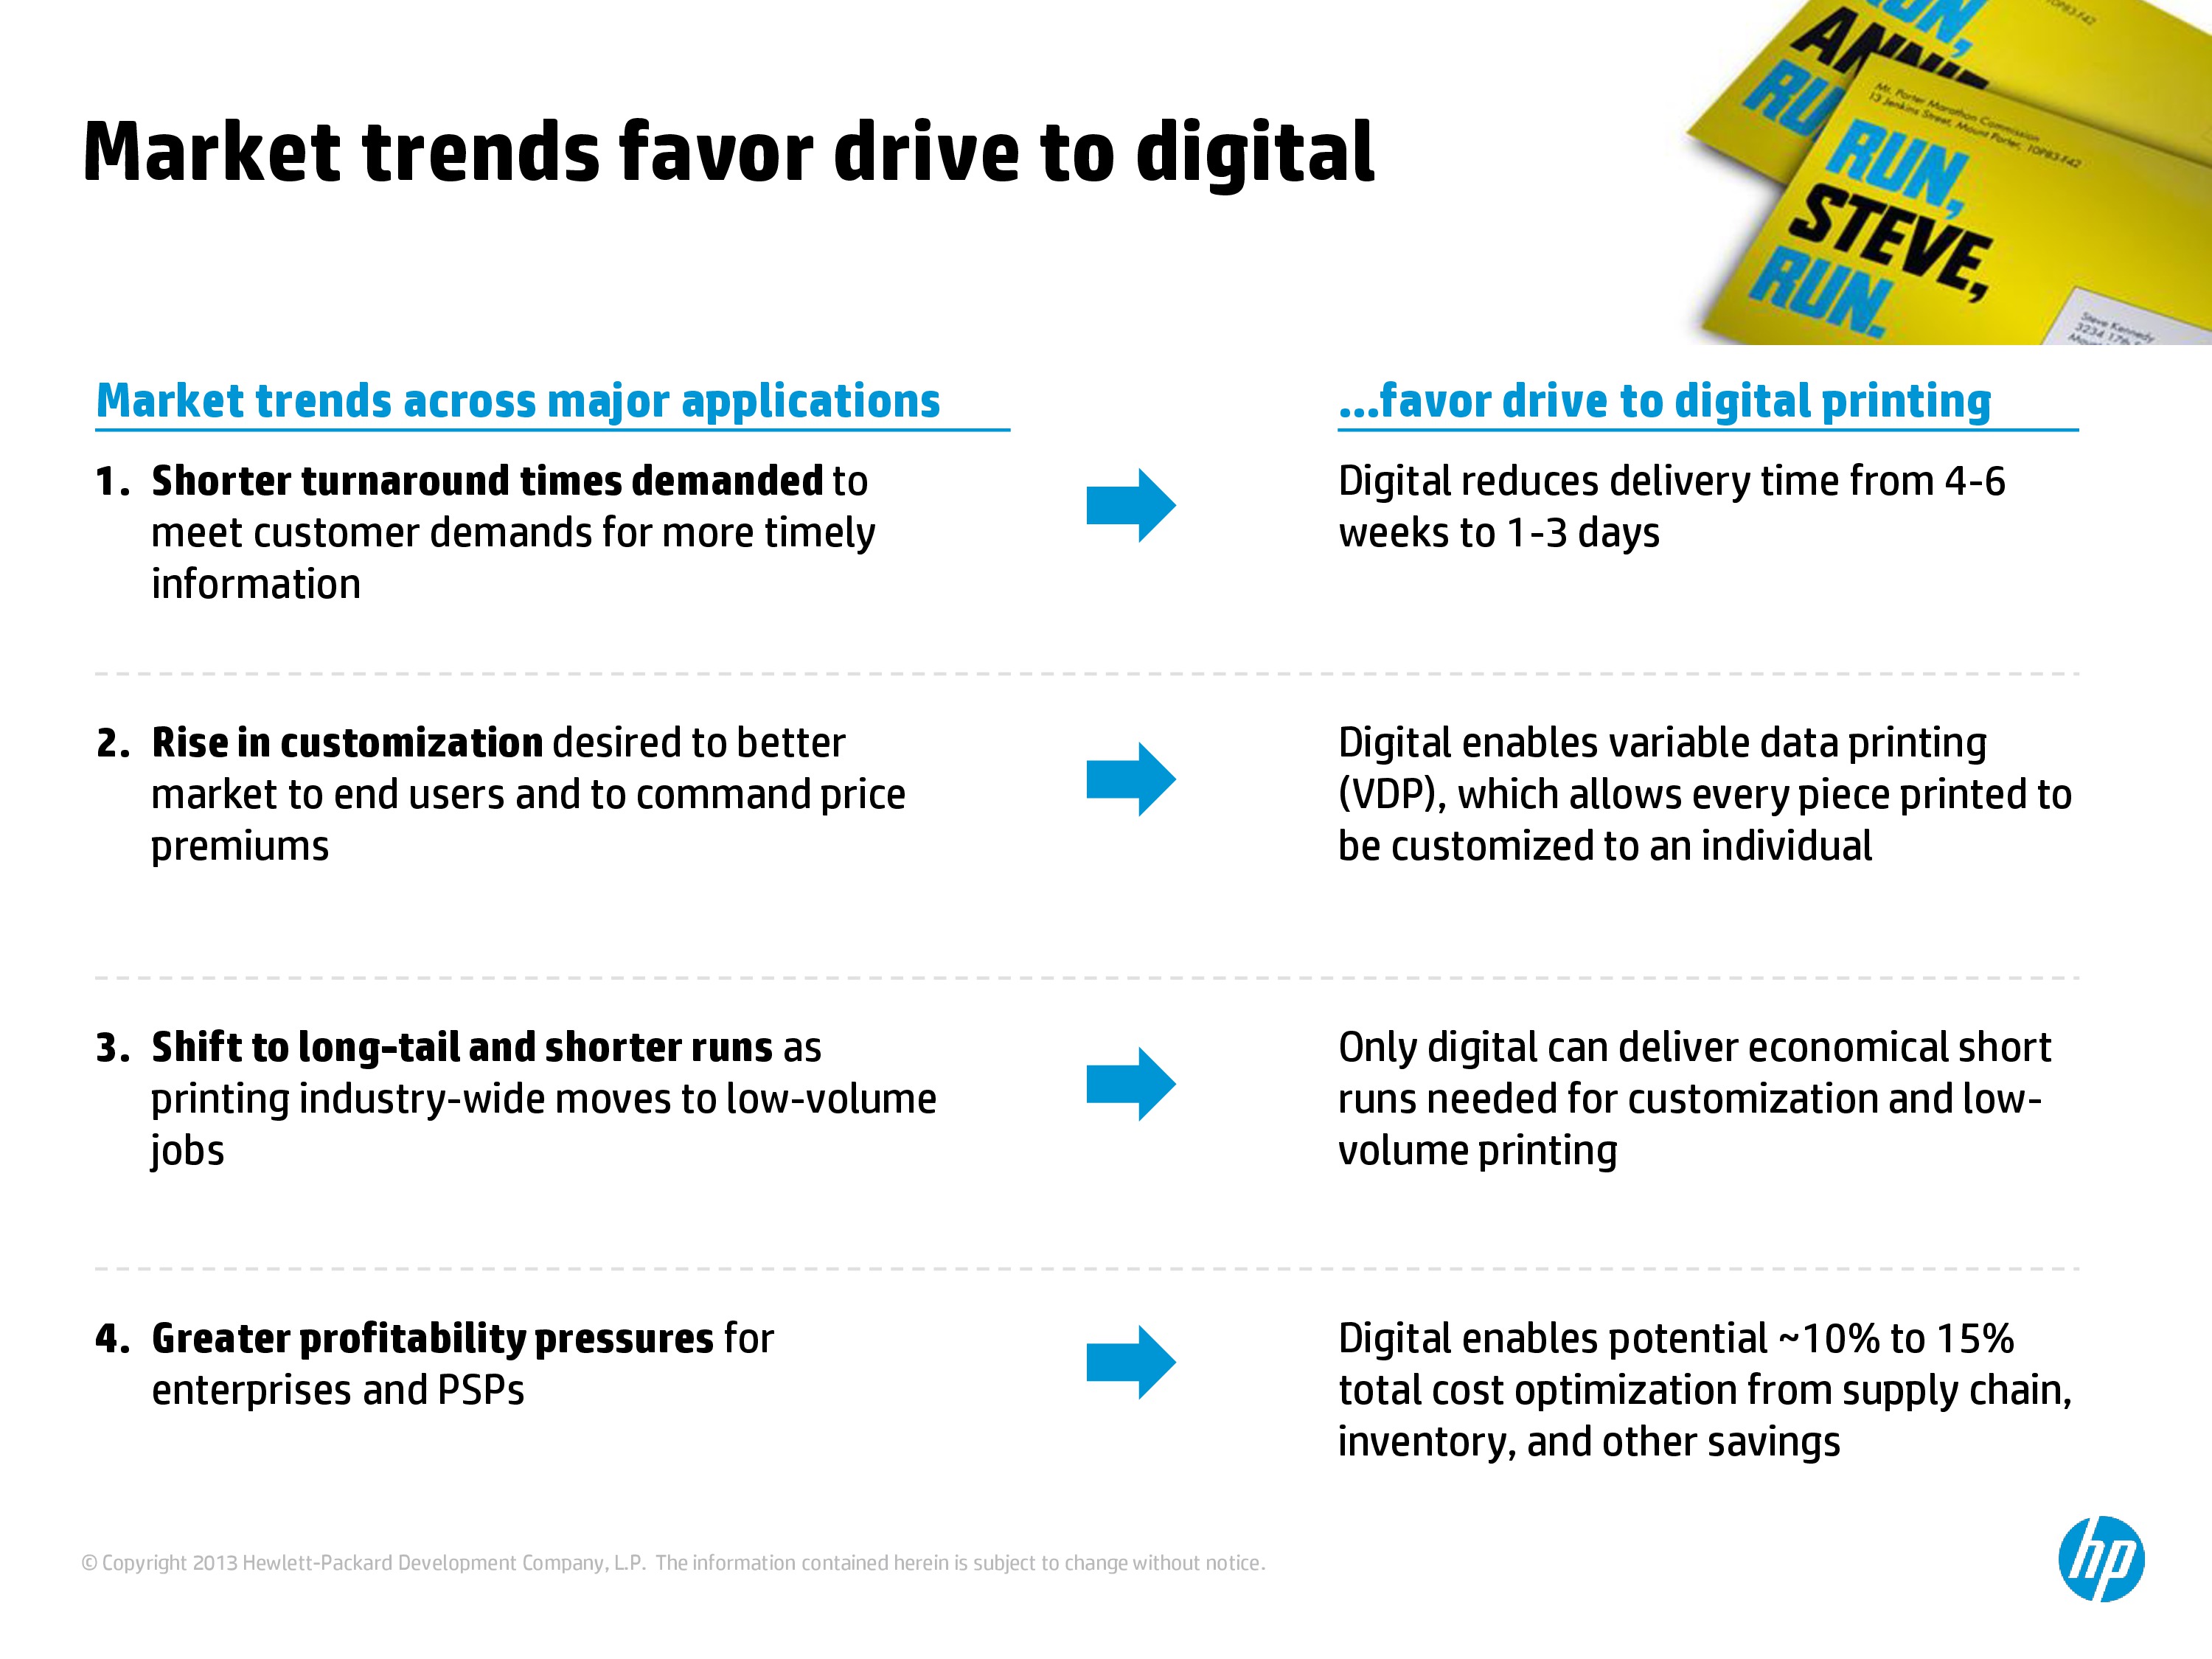 Market trends favor drive to digital
RUN,
RU
10P83-F42
Mt. Porter Marathon Commission
13 Jenkins Street, Mount Porter, 10P83-F42
RUN,
STEVE,
RUN.
Steve Kennedy
3234 17th
Market trends across major applications
...favor drive to digital printing
1. Shorter turnaround times demanded to
meet customer demands for more timely
information
Digital reduces delivery time from 4-6
weeks to 1-3 days
2. Rise in customization desired to better
market to end users and to command price
premiums
Digital enables variable data printing
(VDP), which allows every piece printed to
be customized to an individual
3. Shift to long-tail and shorter runs as
printing industry-wide moves to low-volume
jobs
Only digital can deliver economical short
runs needed for customization and low-
volume printing
4. Greater profitability pressures for
enterprises and PSPs
Digital enables potential ~10% to 15%
total cost optimization from supply chain,
inventory, and other savings
© Copyright 2013 Hewlett-Packard Development Company, L.P. The information contained herein is subject to change without notice.
hp